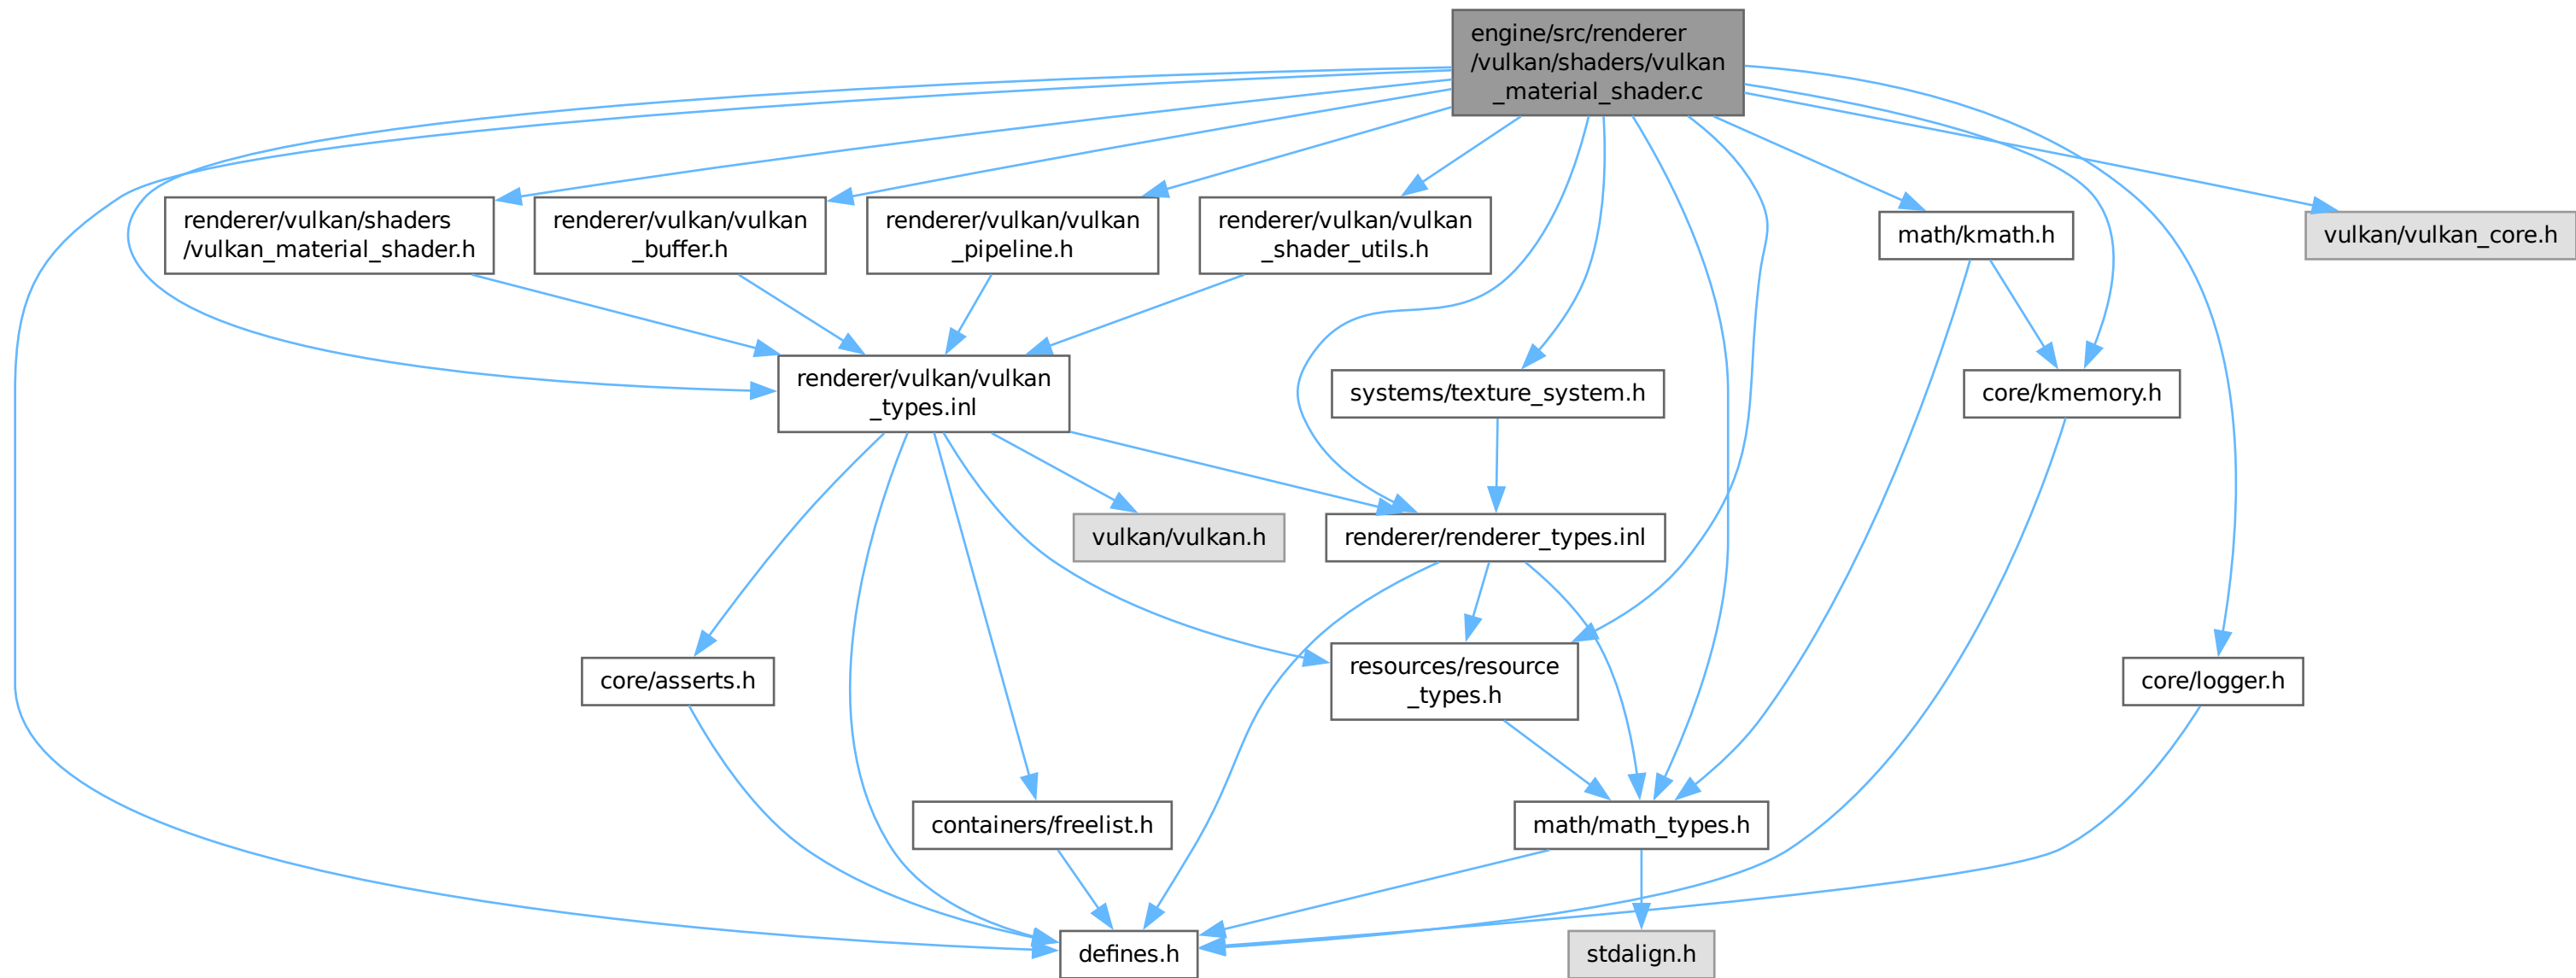 engine/src/renderer
/vulkan/shaders/vulkan
_material_shader.c
renderer/vulkan/shaders
/vulkan_material_shader.h
renderer/vulkan/vulkan
_buffer.h
renderer/vulkan/vulkan
_pipeline.h
renderer/vulkan/vulkan
_shader_utils.h
math/kmath.h
vulkan/vulkan_core.h
renderer/vulkan/vulkan
_types.inl
systems/texture_system.h
core/kmemory.h
vulkan/vulkan.h
renderer/renderer_types.inl
core/asserts.h
resources/resource
_types.h
core/logger.h
containers/freelist.h
math/math_types.h
defines.h
stdalign.h